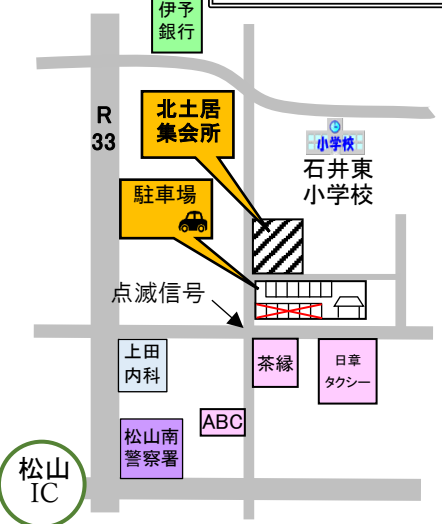 伊予
銀行
R
33
北土居
集会所
小学校
石井東
小学校
駐車場
点滅信号
上田
内科
茶縁
日章
タクシー
ABC
松山南
警察署
松山
IC